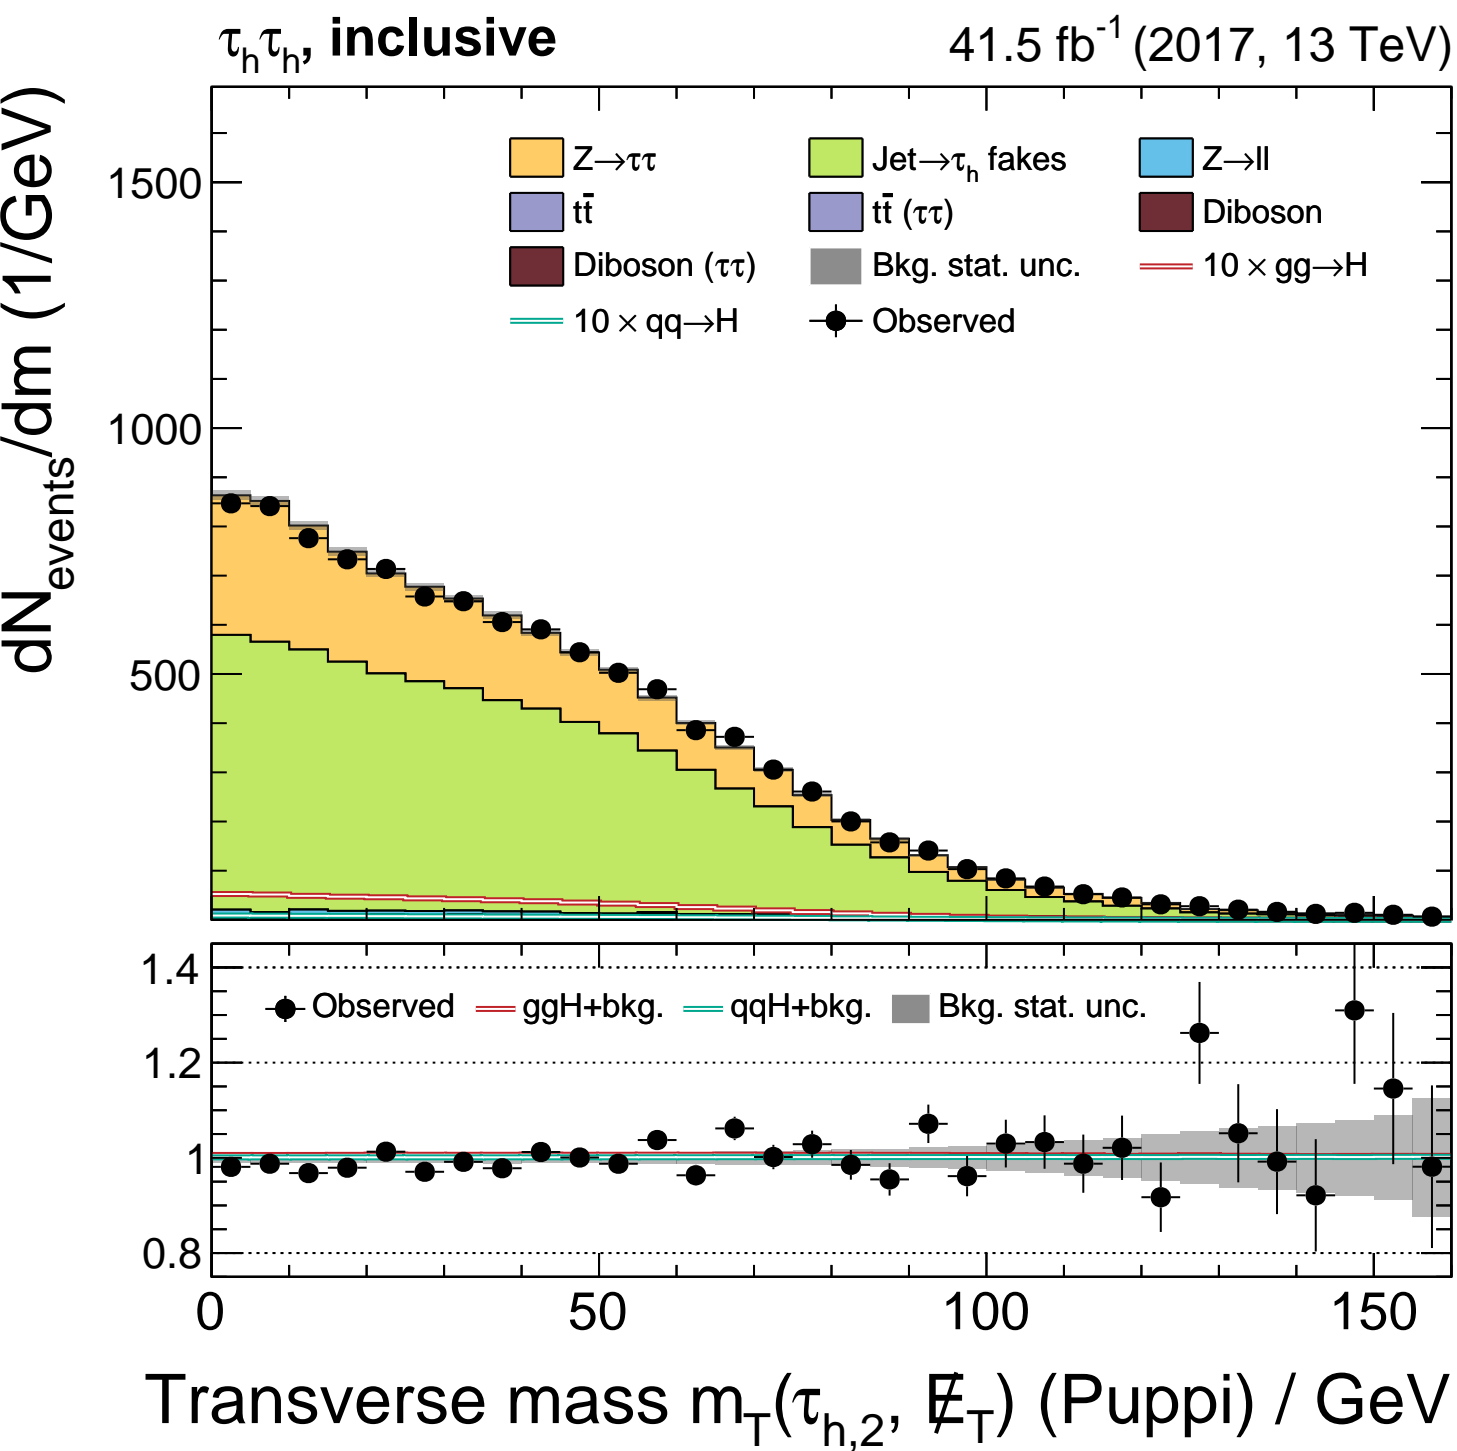 τhτh, inclusive 41.5 fb-1 (2017, 13 TeV)
dNevents/dm (1/GeV)
1500
1000
500
Z→ττ Jet→τh fakes Z→ll
tt̄ tt̄ (ττ) Diboson
Diboson (ττ) Bkg. stat. unc. 10 × gg→H
10 × qq→H Observed
1.4
1.2
1
0.8
Observed ggH+bkg. qqH+bkg. Bkg. stat. unc.
0 50 100 150
Transverse mass mT(τh,2, E̸T) (Puppi) / GeV